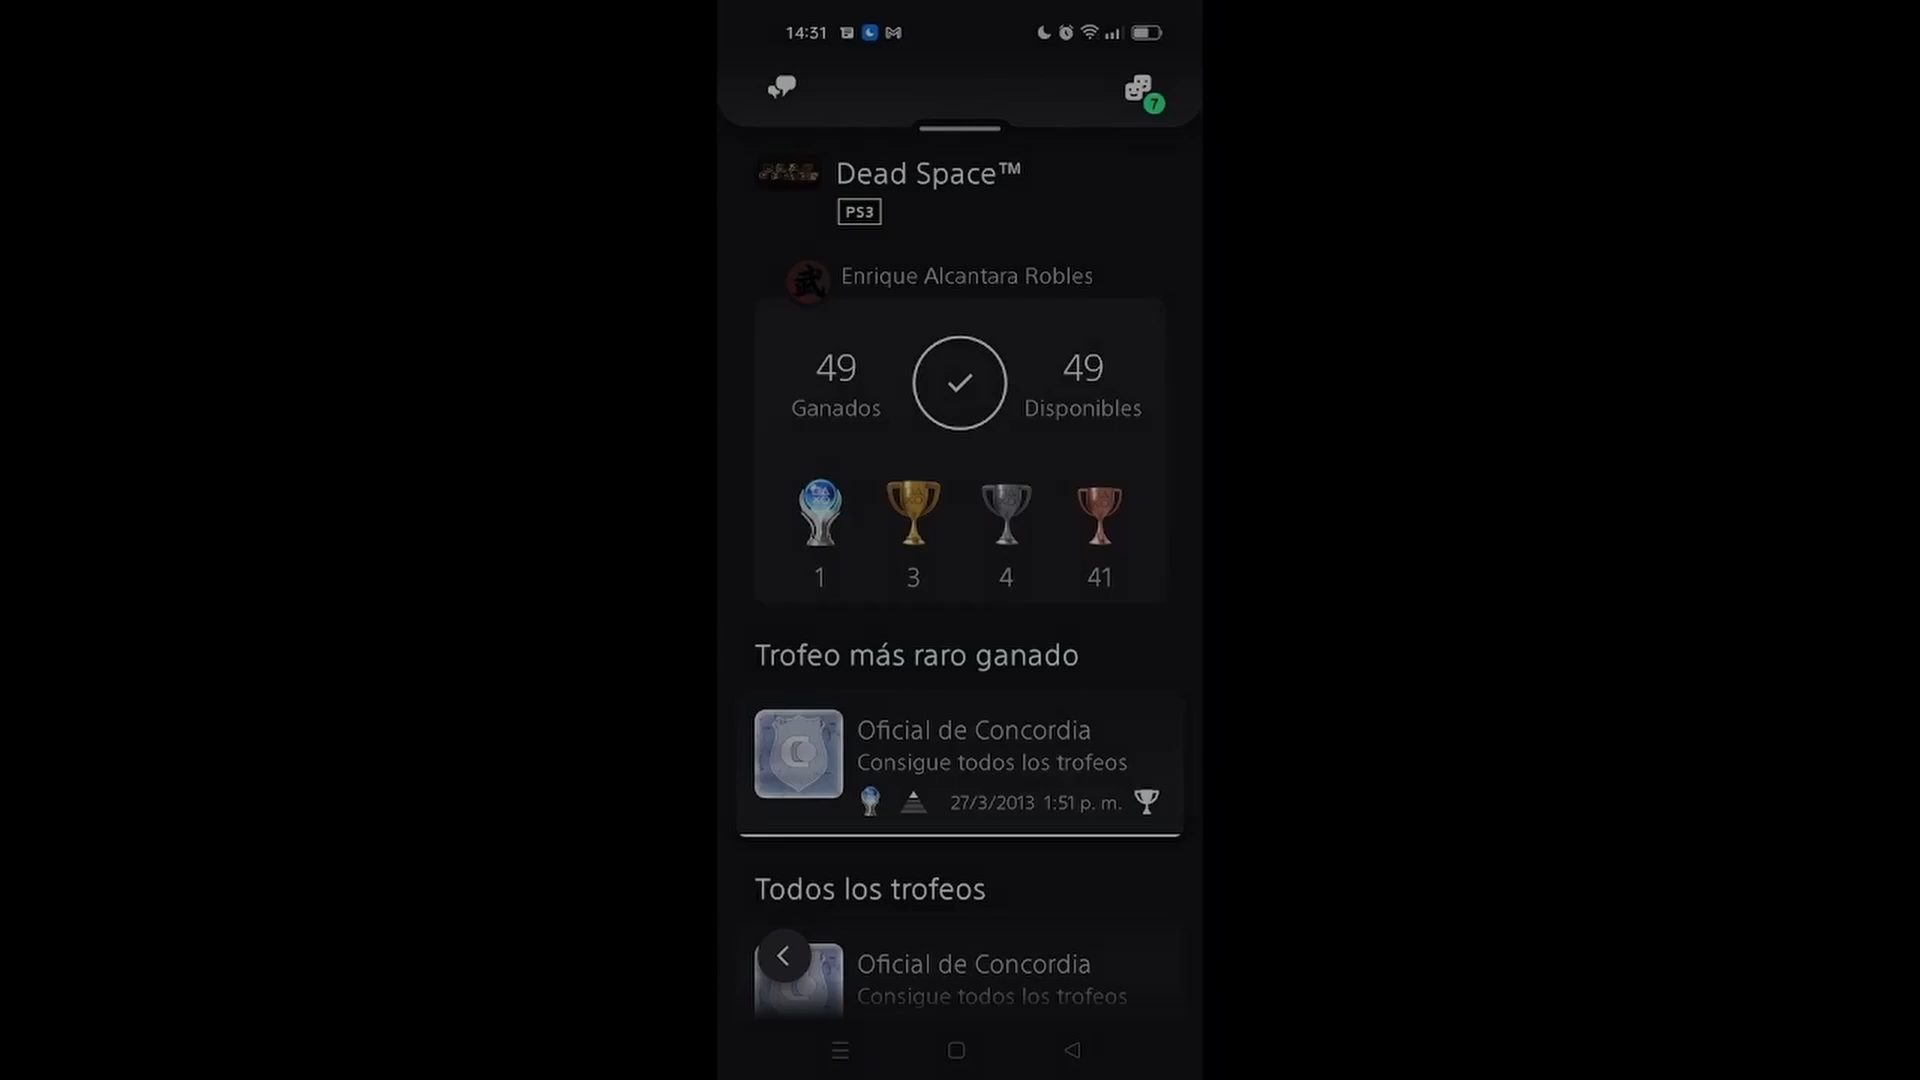 14:31
7
Dead Space™
PS3
武
Enrique Alcantara Robles
49
49
Ganados
Disponibles
1
3
4
41
Trofeo más raro ganado
Oficial de Concordia
Consigue todos los trofeos
27/3/2013 1:51 p. m.
Todos los trofeos
Oficial de Concordia
Consigue todos los trofeos